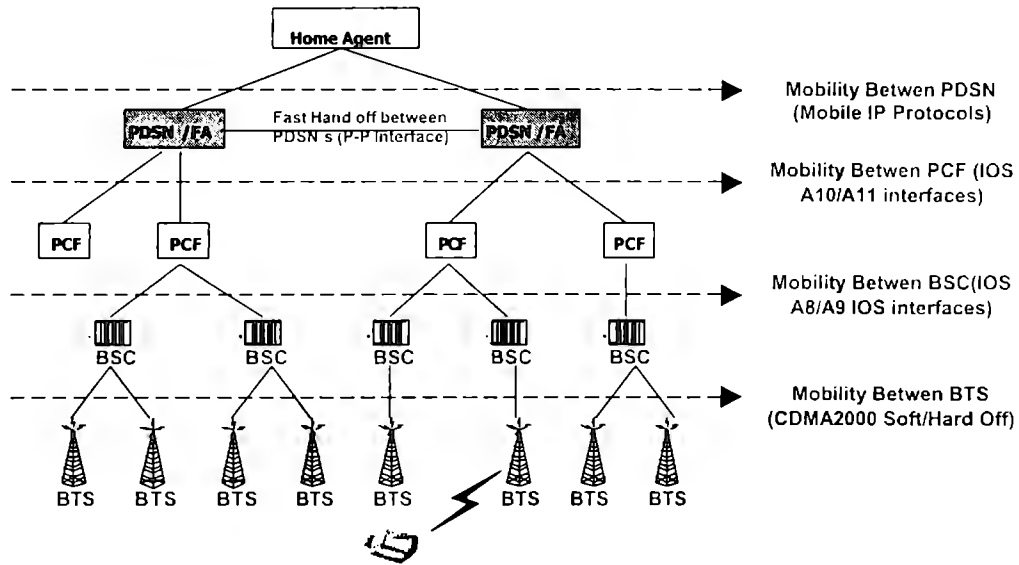 Home Agent
Mobility Betwen PDSN
(Mobile IP Protocols)
PDSN /FA
Fast Hand off between
PDSN s (P-P Interface)
PDSN /FA
Mobility Betwen PCF (IOS
A10/A11 interfaces)
PCF
PCF
PCF
PCF
Mobility Betwen BSC(IOS
A8/A9 IOS interfaces)
BSC
BSC
BSC
BSC
BSC
Mobility Betwen BTS
(CDMA2000 Soft/Hard Off)
BTS
BTS
BTS
BTS
BTS
BTS
BTS
BTS